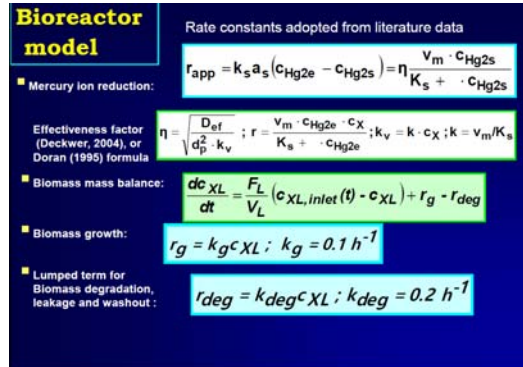 Bioreactor
model
Rate constants adopted from literature data
Mercury ion reduction:
r_app = k_s a_s (c_Hg2e − c_Hg2s) = η (v_m · c_Hg2s) / (K_s + · c_Hg2s)
Effectiveness factor
(Deckwer, 2004), or
Doran (1995) formula
η = √(D_ef / (d_p^2 · k_v)) ; r = (v_m · c_Hg2e · c_X) / (K_s + · c_Hg2e) ; k_v = k · c_X ; k = v_m/K_s
Biomass mass balance:
dc_XL/dt = F_L/V_L (c_XL,inlet(t) - c_XL) + r_g - r_deg
Biomass growth:
r_g = k_g c_XL ; k_g = 0.1 h^-1
Lumped term for
Biomass degradation,
leakage and washout :
r_deg = k_deg c_XL ; k_deg = 0.2 h^-1